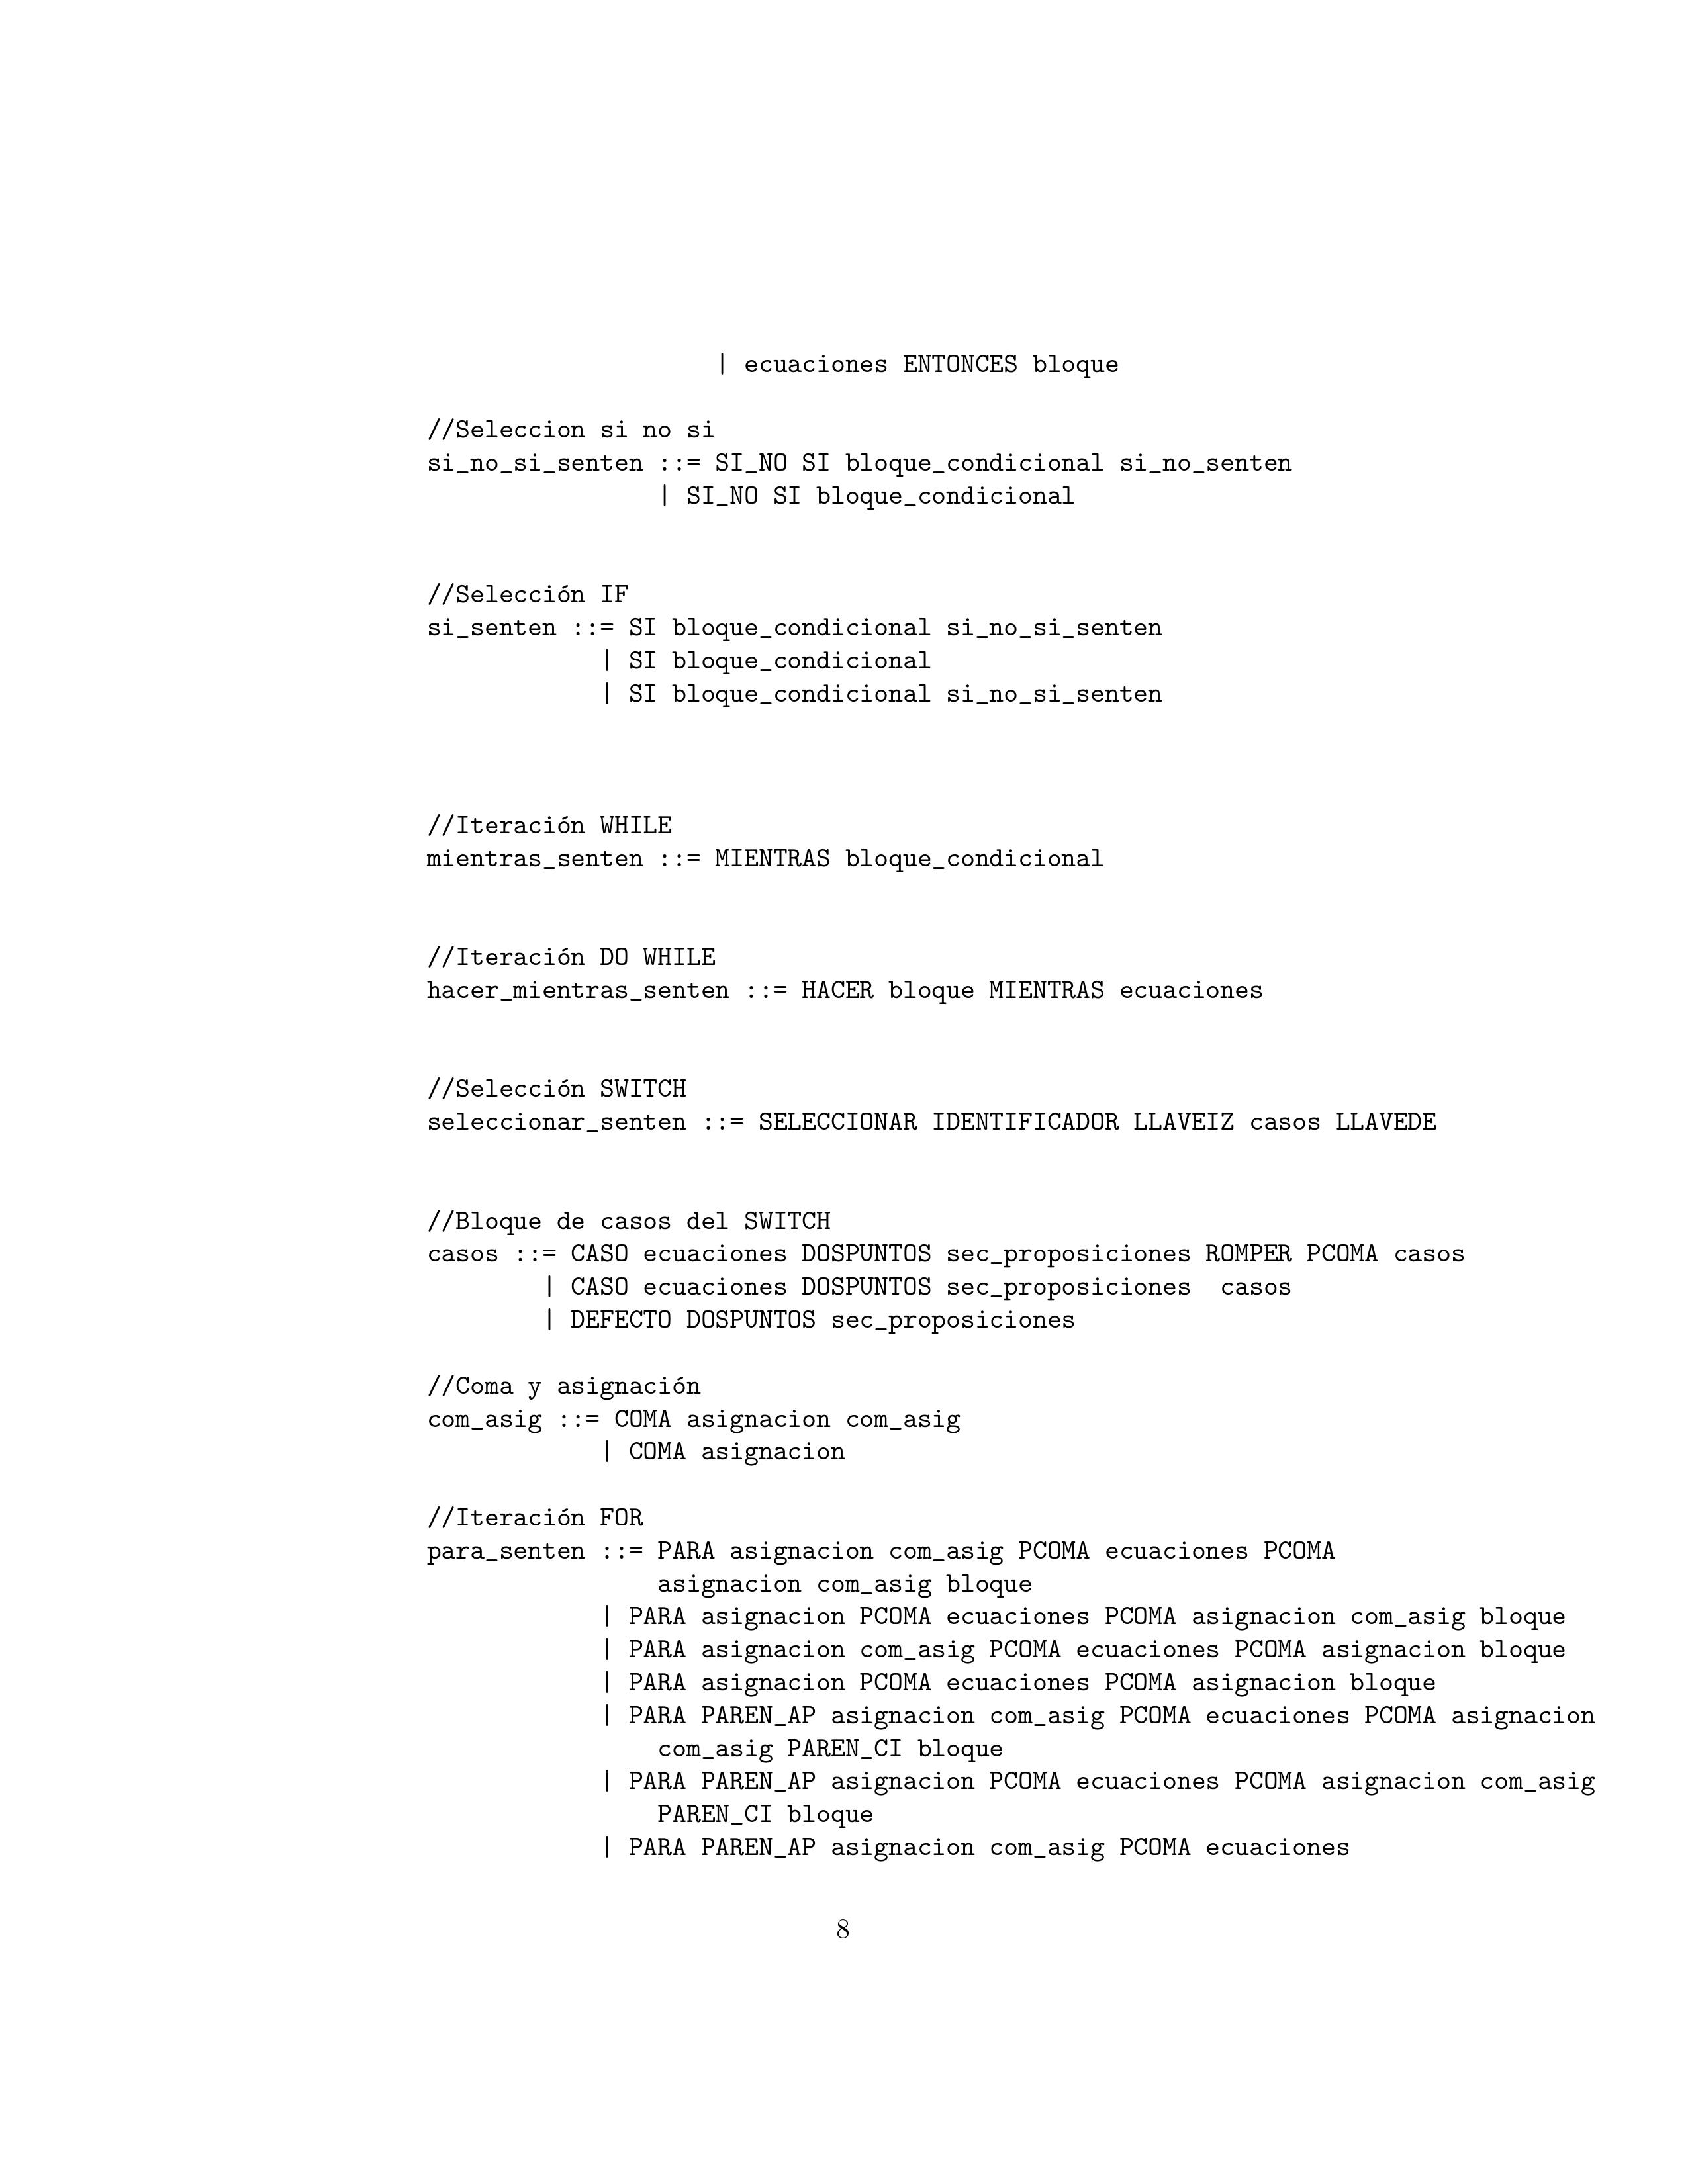 | ecuaciones ENTONCES bloque
//Seleccion si no si
si_no_si_senten ::= SI_NO SI bloque_condicional si_no_senten
| SI_NO SI bloque_condicional
//Selección IF
si_senten ::= SI bloque_condicional si_no_si_senten
| SI bloque_condicional
| SI bloque_condicional si_no_si_senten
//Iteración WHILE
mientras_senten ::= MIENTRAS bloque_condicional
//Iteración DO WHILE
hacer_mientras_senten ::= HACER bloque MIENTRAS ecuaciones
//Selección SWITCH
seleccionar_senten ::= SELECCIONAR IDENTIFICADOR LLAVEIZ casos LLAVEDE
//Bloque de casos del SWITCH
casos ::= CASO ecuaciones DOSPUNTOS sec_proposiciones ROMPER PCOMA casos
| CASO ecuaciones DOSPUNTOS sec_proposiciones  casos
| DEFECTO DOSPUNTOS sec_proposiciones
//Coma y asignación
com_asig ::= COMA asignacion com_asig
| COMA asignacion
//Iteración FOR
para_senten ::= PARA asignacion com_asig PCOMA ecuaciones PCOMA
asignacion com_asig bloque
| PARA asignacion PCOMA ecuaciones PCOMA asignacion com_asig bloque
| PARA asignacion com_asig PCOMA ecuaciones PCOMA asignacion bloque
| PARA asignacion PCOMA ecuaciones PCOMA asignacion bloque
| PARA PAREN_AP asignacion com_asig PCOMA ecuaciones PCOMA asignacion
com_asig PAREN_CI bloque
| PARA PAREN_AP asignacion PCOMA ecuaciones PCOMA asignacion com_asig
PAREN_CI bloque
| PARA PAREN_AP asignacion com_asig PCOMA ecuaciones
8